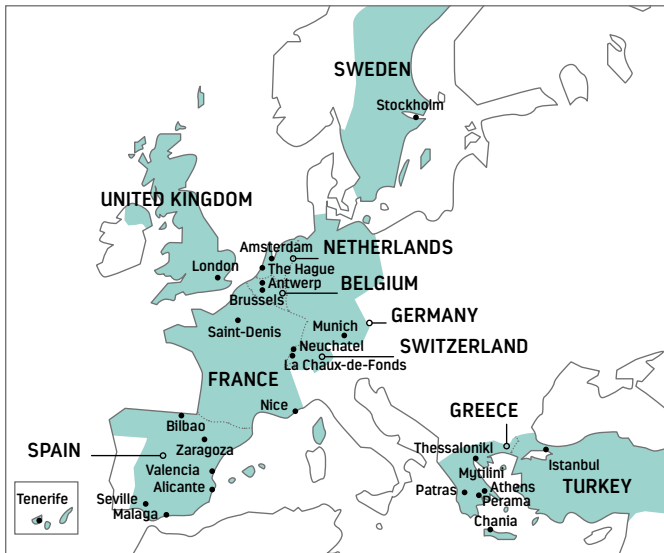 SWEDEN
Stockholm
UNITED KINGDOM
Amsterdam
NETHERLANDS
London
The Hague
Antwerp
BELGIUM
Brussels
GERMANY
Saint-Denis
Munich
Neuchatel
SWITZERLAND
La Chaux-de-Fonds
FRANCE
Nice
GREECE
Bilbao
SPAIN
Zaragoza
Thessalonikl
Istanbul
Valencia
Mytilini
Alicante
Athens
TURKEY
Tenerife
Seville
Patras
Perama
Malaga
Chania